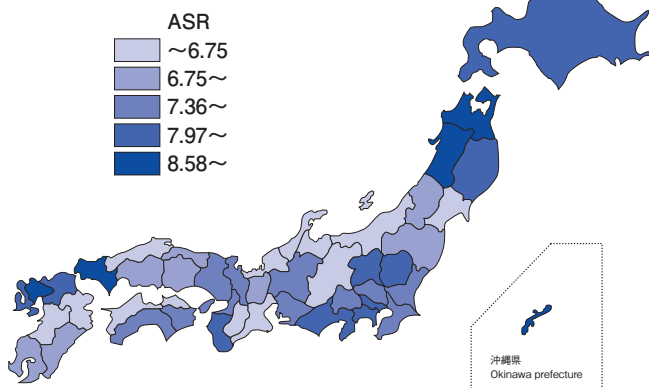 ASR
～6.75
6.75～
7.36～
7.97～
8.58～
沖縄県
Okinawa prefecture